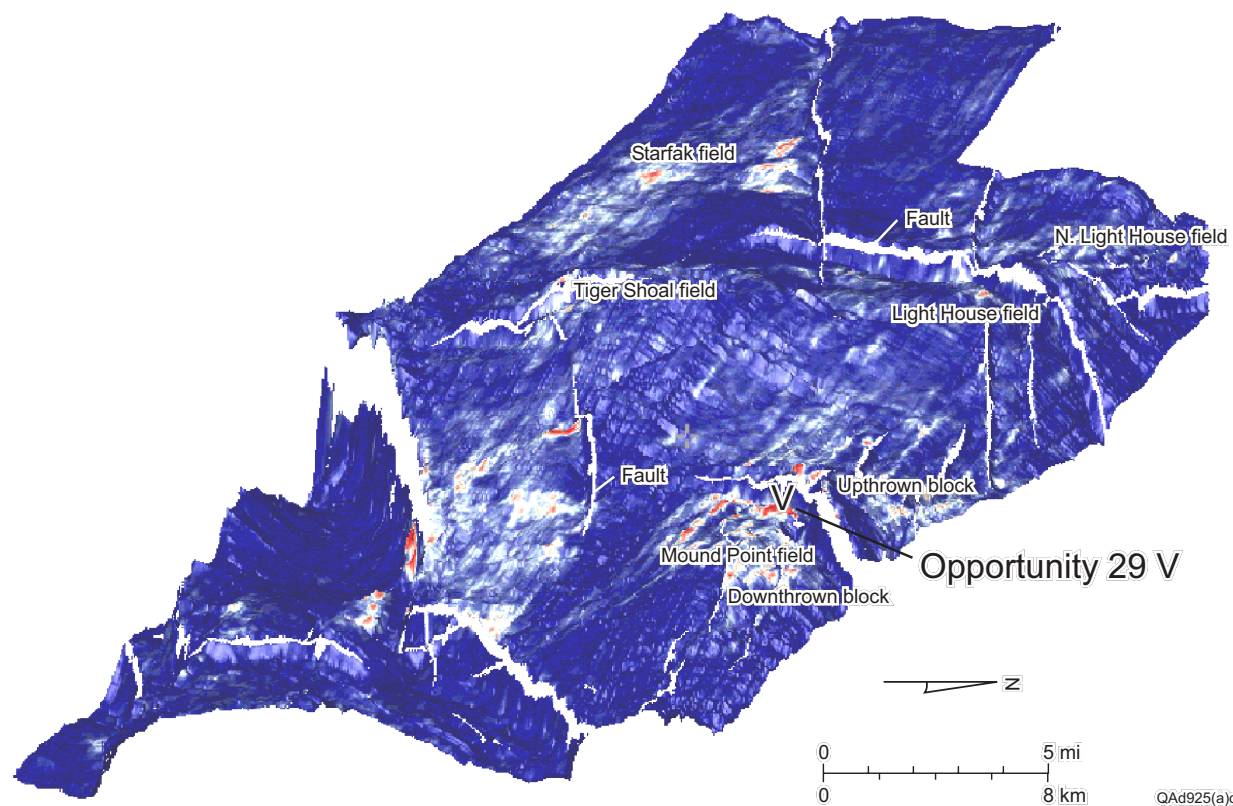 Starfak field
Fault
N. Light House field
Tiger Shoal field
Light House field
Fault
Upthrown block
V
Mound Point field
Opportunity 29 V
Downthrown block
N
0 5 mi
0 8 km